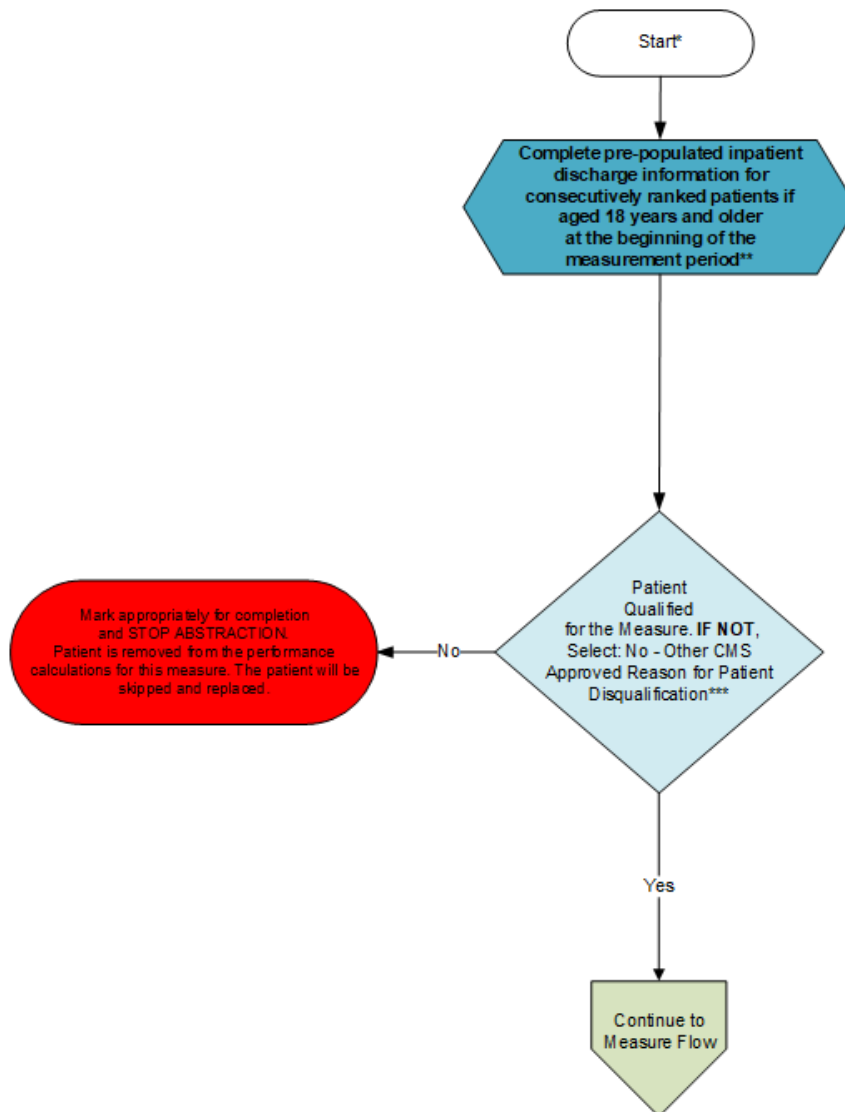 Start*
Complete pre-populated inpatient
discharge information for
consecutively ranked patients if
aged 18 years and older
at the beginning of the
measurement period**
Patient
Qualified
for the Measure. IF NOT,
Select: No - Other CMS
Approved Reason for Patient
Disqualification***
No
Mark appropriately for completion
and STOP ABSTRACTION.
Patient is removed from the performance
calculations for this measure. The patient will be
skipped and replaced.
Yes
Continue to
Measure Flow